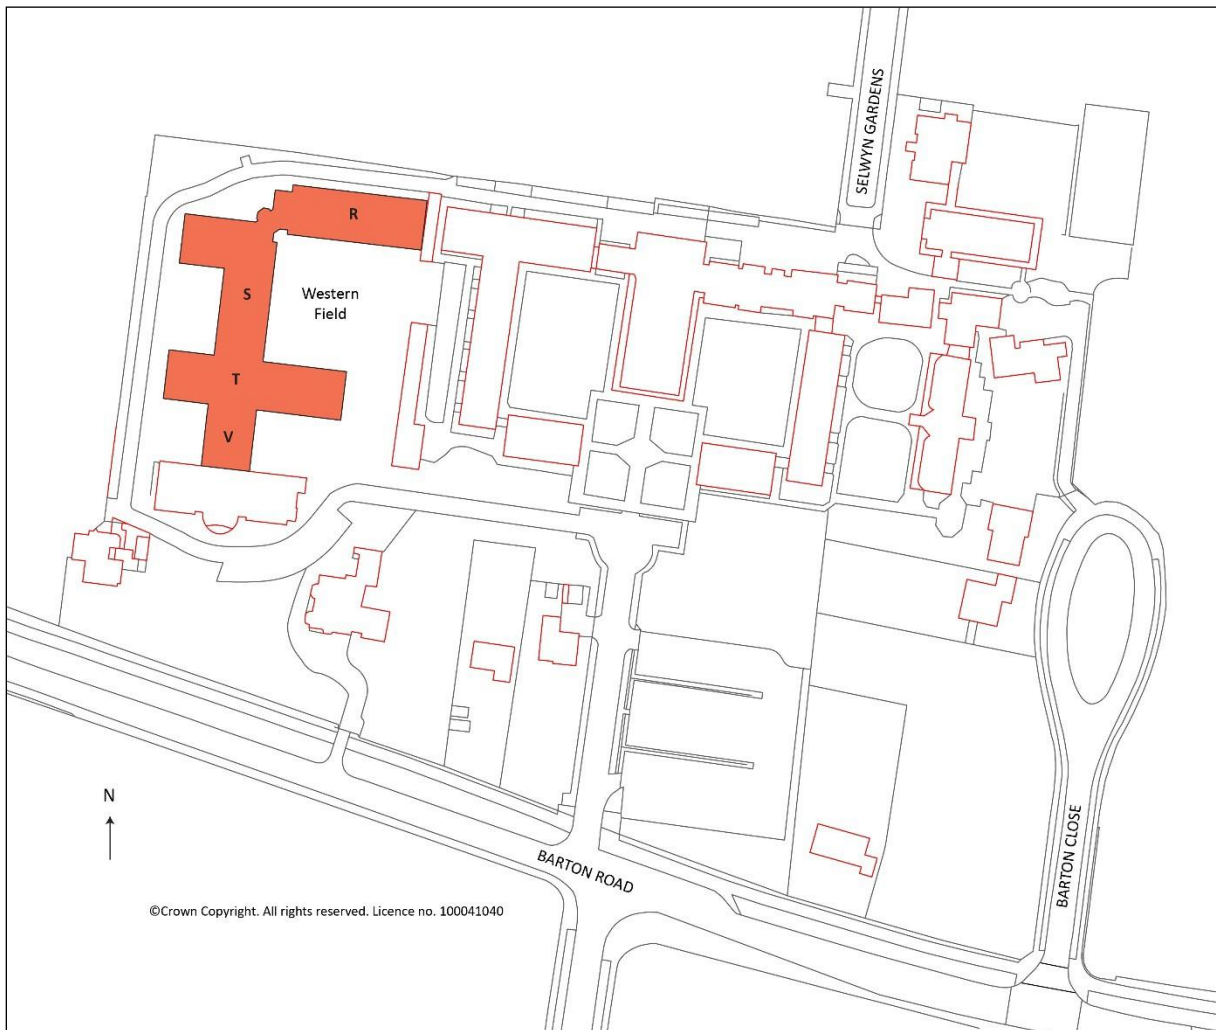 SELWYN GARDENS
R
Western
Field
S
T
V
N
BARTON ROAD
BARTON CLOSE
©Crown Copyright. All rights reserved. Licence no. 100041040